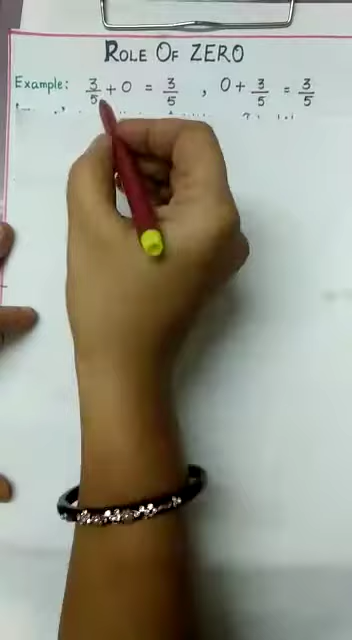 ROLE OF ZERO
Example: 3/5 + 0 = 3/5 , 0 + 3/5 = 3/5